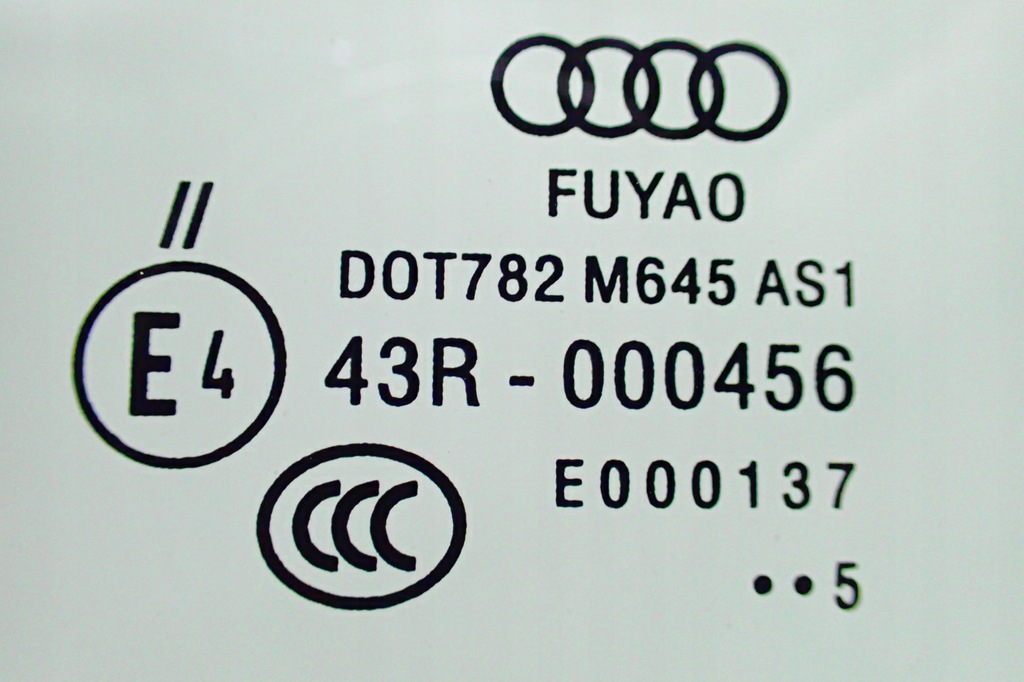 FUYAO
//
DOT782 M645 AS1
E4
43R - 000456
CCC
E000137
••5